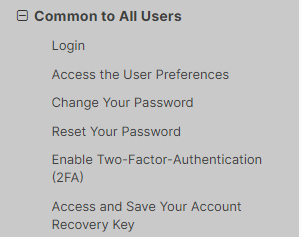 Common to All Users
Login
Access the User Preferences
Change Your Password
Reset Your Password
Enable Two-Factor-Authentication
(2FA)
Access and Save Your Account
Recovery Key